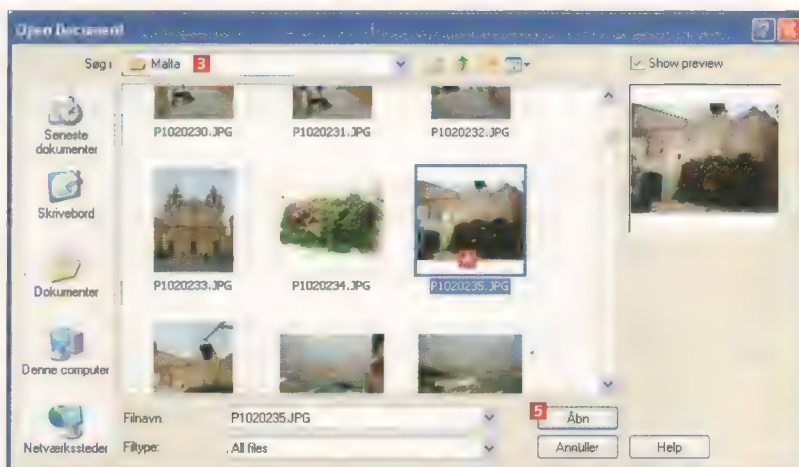 Open Document
Søg i
Malta
3
Show preview
P1020230.JPG
P1020231.JPG
P1020232.JPG
Seneste
dokumenter
Skrivebord
P1020233.JPG
P1020234.JPG
P1020235.JPG
Dokumenter
Denne computer
Netværkssteder
Filnavn:
P1020235.JPG
5
Åbn
Filtype:
All files
Annuller
Help